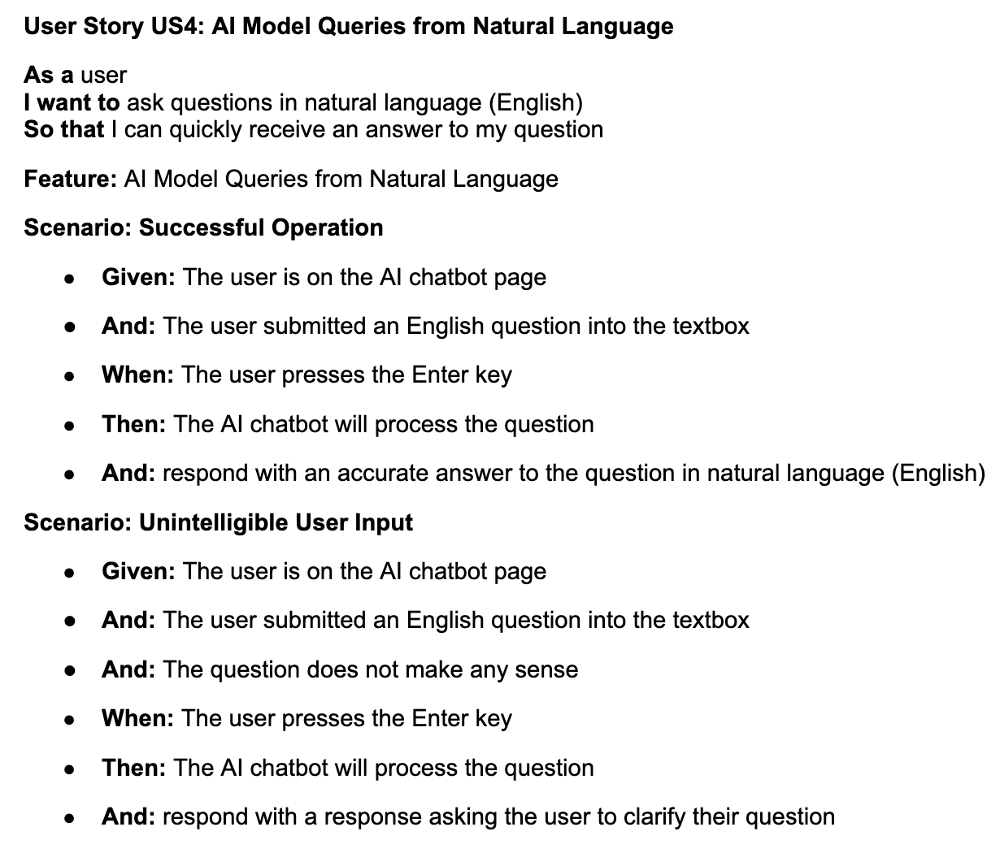 User Story US4: AI Model Queries from Natural Language
As a user
I want to ask questions in natural language (English)
So that I can quickly receive an answer to my question
Feature: AI Model Queries from Natural Language
Scenario: Successful Operation
● Given: The user is on the AI chatbot page
● And: The user submitted an English question into the textbox
● When: The user presses the Enter key
● Then: The AI chatbot will process the question
● And: respond with an accurate answer to the question in natural language (English)
Scenario: Unintelligible User Input
● Given: The user is on the AI chatbot page
● And: The user submitted an English question into the textbox
● And: The question does not make any sense
● When: The user presses the Enter key
● Then: The AI chatbot will process the question
● And: respond with a response asking the user to clarify their question